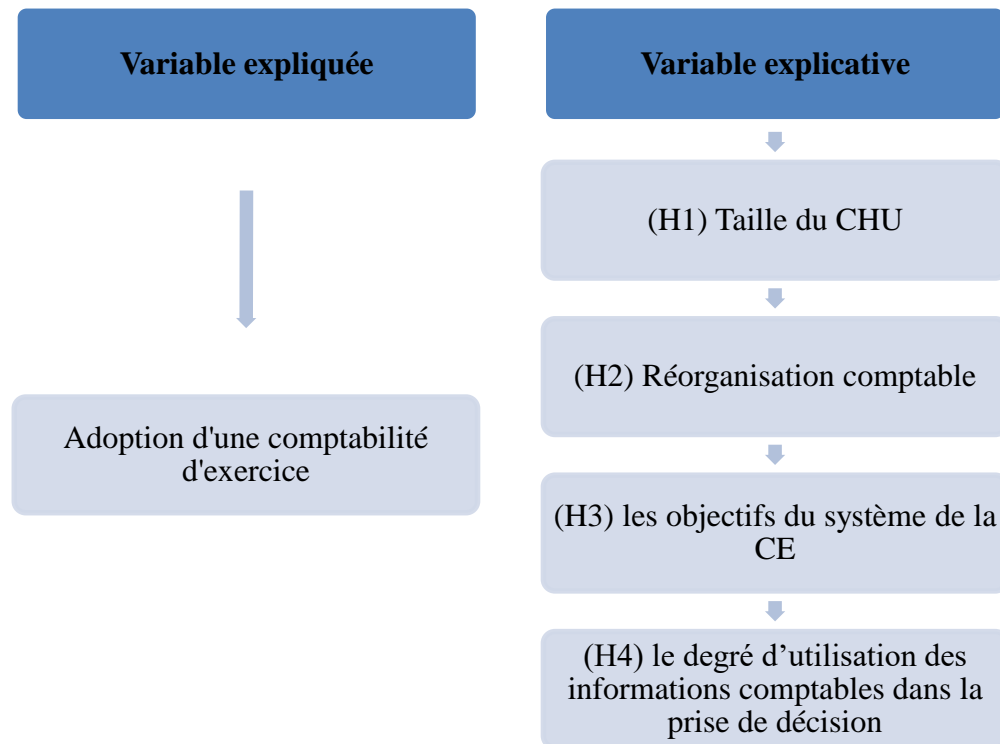 Variable expliquée
Adoption d'une comptabilité
d'exercice
Variable explicative
(H1) Taille du CHU
(H2) Réorganisation comptable
(H3) les objectifs du système de la
CE
(H4) le degré d’utilisation des
informations comptables dans la
prise de décision